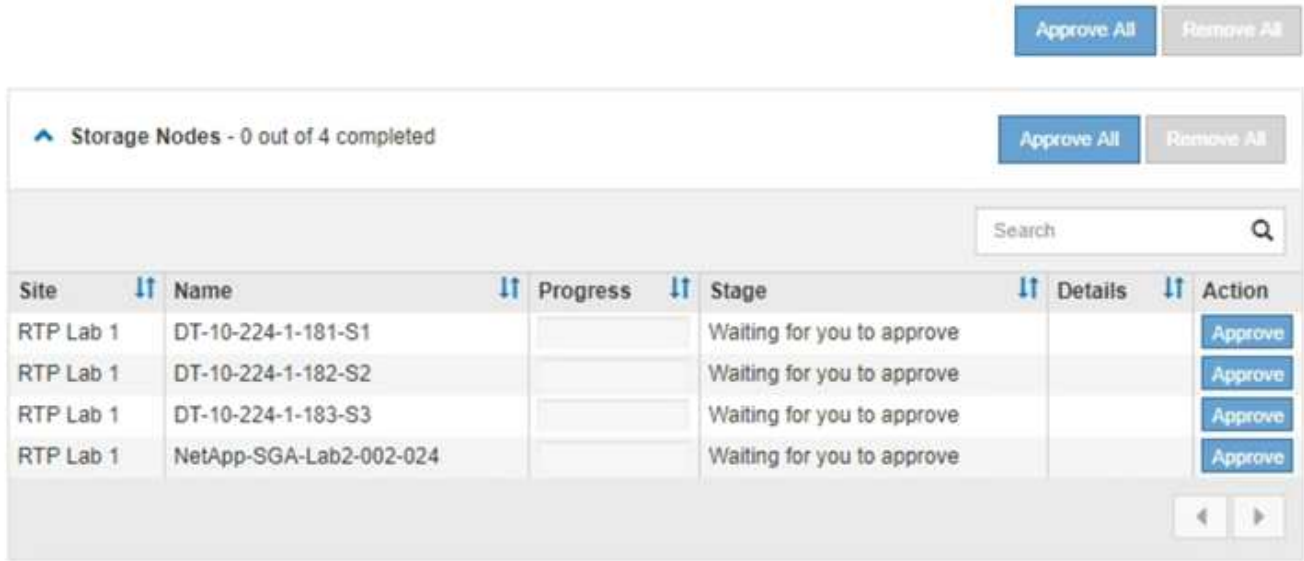 Approve All Remove All
Storage Nodes - 0 out of 4 completed Approve All Remove All
Search
Site Name Progress Stage Details Action
RTP Lab 1 DT-10-224-1-181-S1 Waiting for you to approve Approve
RTP Lab 1 DT-10-224-1-182-S2 Waiting for you to approve Approve
RTP Lab 1 DT-10-224-1-183-S3 Waiting for you to approve Approve
RTP Lab 1 NetApp-SGA-Lab2-002-024 Waiting for you to approve Approve